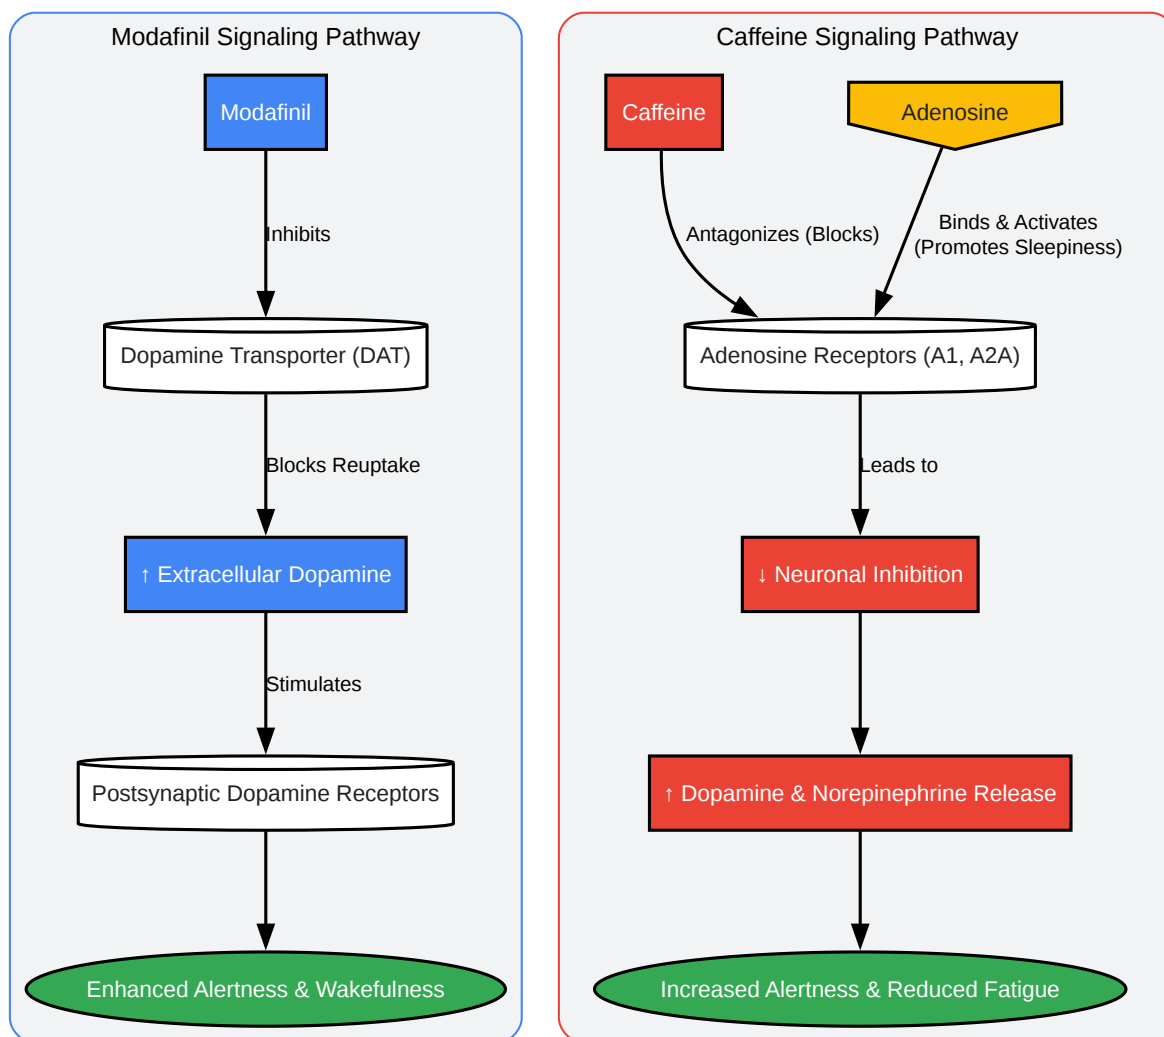 Modafinil Signaling Pathway
Modafinil
Inhibits
Dopamine Transporter (DAT)
Blocks Reuptake
↑ Extracellular Dopamine
Stimulates
Postsynaptic Dopamine Receptors
Enhanced Alertness & Wakefulness
Caffeine Signaling Pathway
Caffeine
Adenosine
Antagonizes (Blocks)
Binds & Activates
(Promotes Sleepiness)
Adenosine Receptors (A1, A2A)
Leads to
↓ Neuronal Inhibition
↑ Dopamine & Norepinephrine Release
Increased Alertness & Reduced Fatigue